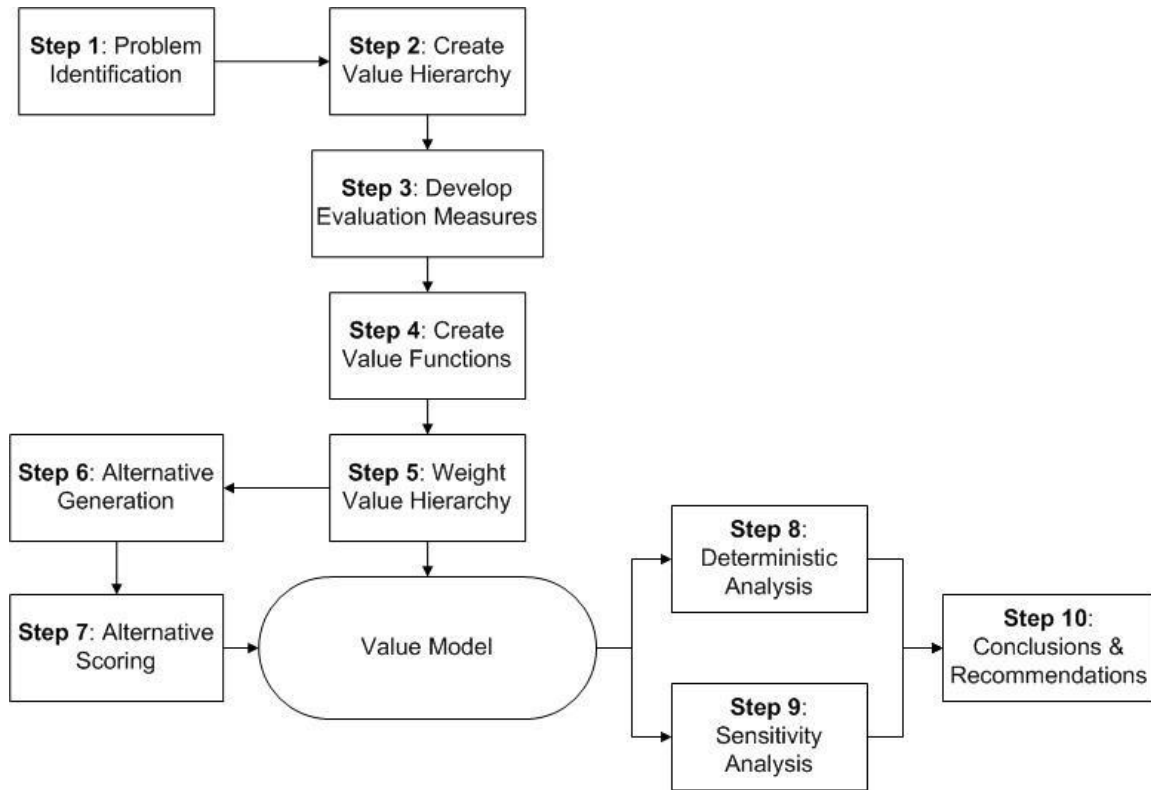 Step 1: Problem
Identification
Step 2: Create
Value Hierarchy
Step 3: Develop
Evaluation Measures
Step 4: Create
Value Functions
Step 5: Weight
Value Hierarchy
Step 6: Alternative
Generation
Step 7: Alternative
Scoring
Value Model
Step 8:
Deterministic
Analysis
Step 9:
Sensitivity
Analysis
Step 10:
Conclusions &
Recommendations